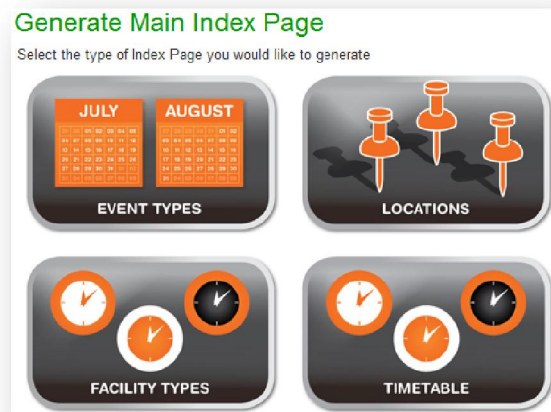 Generate Main Index Page
Select the type of Index Page you would like to generate
JULY AUGUST
EVENT TYPES
LOCATIONS
FACILITY TYPES
TIMETABLE